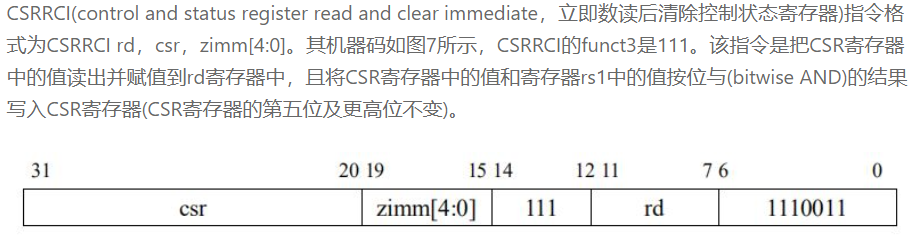 CSRRCI(control and status register read and clear immediate，立即数读后清除控制状态寄存器)指令格
式为CSRRCI rd，csr，zimm[4:0]。其机器码如图7所示，CSRRCI的funct3是111。该指令是把CSR寄存器
中的值读出并赋值到rd寄存器中，且将CSR寄存器中的值和寄存器rs1中的值按位与(bitwise AND)的结果
写入CSR寄存器(CSR寄存器的第五位及更高位不变)。
31 20 19 15 14 12 11 7 6 0
csr zimm[4:0] 111 rd 1110011